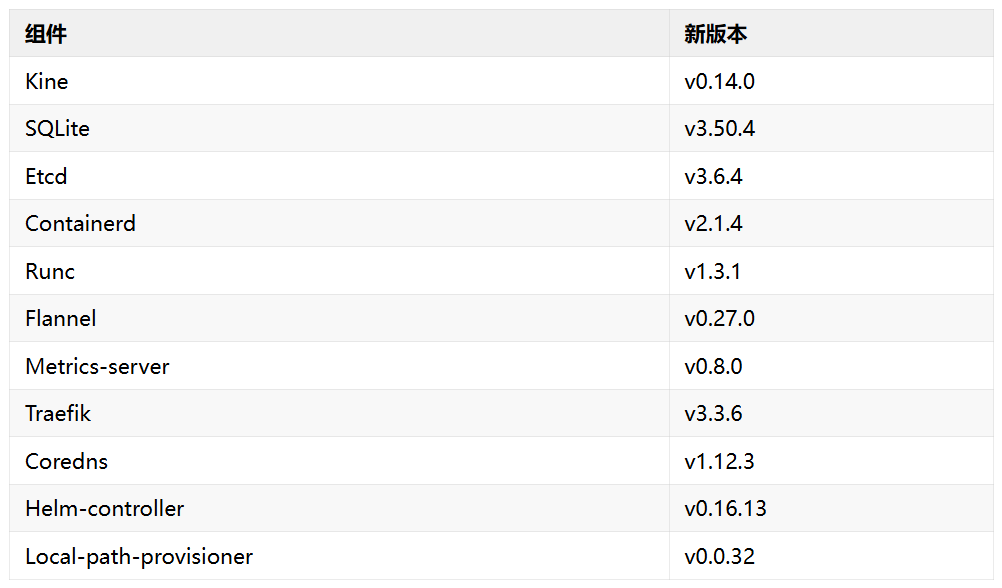 组件 新版本
Kine v0.14.0
SQLite v3.50.4
Etcd v3.6.4
Containerd v2.1.4
Runc v1.3.1
Flannel v0.27.0
Metrics-server v0.8.0
Traefik v3.3.6
Coredns v1.12.3
Helm-controller v0.16.13
Local-path-provisioner v0.0.32